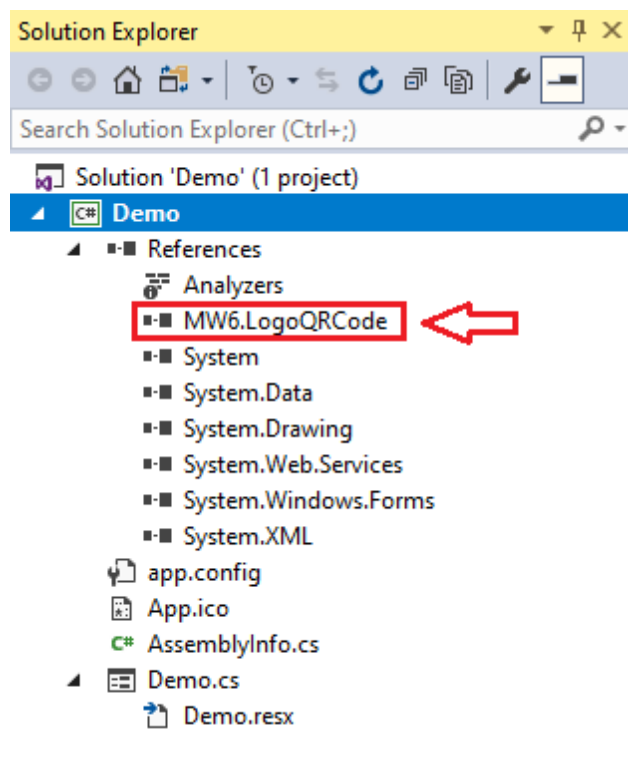 Solution Explorer
Search Solution Explorer (Ctrl+;)
Solution 'Demo' (1 project)
C# Demo
References
Analyzers
MW6.LogoQRCode
System
System.Data
System.Drawing
System.Web.Services
System.Windows.Forms
System.XML
app.config
App.ico
C# AssemblyInfo.cs
Demo.cs
Demo.resx